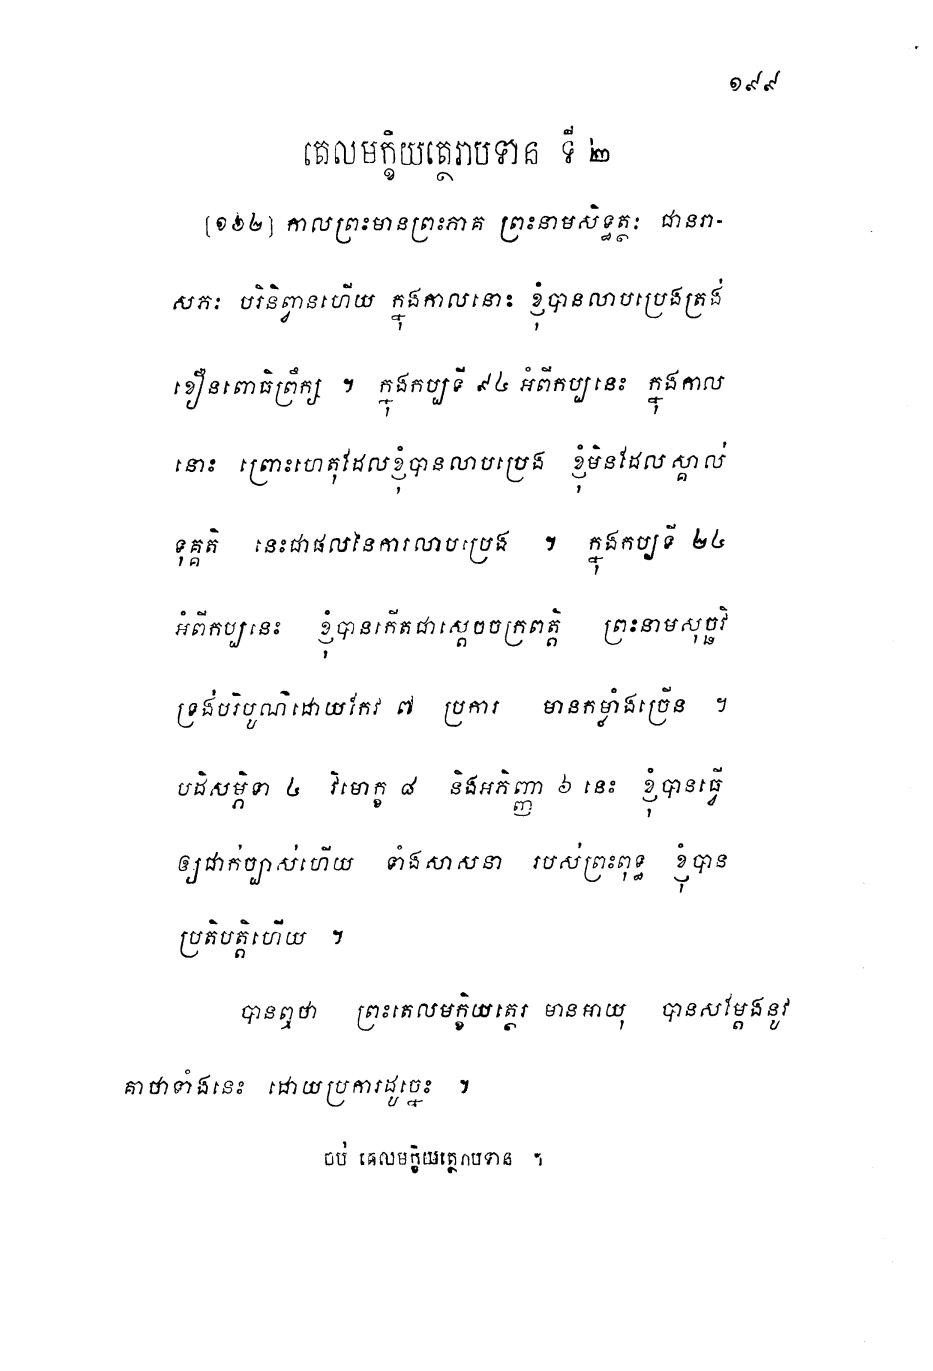 ១៩៩
តេលមក្ខិយត្ថេរាបទាន ទី ២
[១៦២] កាលព្រះមានព្រះភាគ ព្រះនាមសិទ្ធត្ថៈ ជានរា-
សភៈ បរិនិព្វានហើយ ក្នុងកាលនោះ ខ្ញុំបានលាបប្រេងត្រង់
ខឿនពោធិព្រឹក្ស ។ ក្នុងកប្បទី ៩៤ អំពីកប្បនេះ ក្នុងកាល
នោះ ព្រោះហេតុដែលខ្ញុំបានលាបប្រេង ខ្ញុំមិនដែលស្គាល់
ទុគ្គតិ នេះជាផលនៃការលាបប្រេង ។ ក្នុងកប្បទី ២៤
អំពីកប្បនេះ ខ្ញុំបានកើតជាស្តេចចក្រពត្តិ ព្រះនាមសុច្ឆវិ
ទ្រង់បរិបូណ៌ដោយកែវ ៧ ប្រការ មានកម្លាំងច្រើន ។
បដិសម្ភិទា ៤ វិមោក្ខ ៨ និងអភិញ្ញា ៦ នេះ ខ្ញុំបានធ្វើ
ឲ្យជាក់ច្បាស់ហើយ ទាំងសាសនា របស់ព្រះពុទ្ធ ខ្ញុំបាន
ប្រតិបត្តិហើយ ។
បានឮថា ព្រះតេលមក្ខិយត្ថេរ មានអាយុ បានសម្តែងនូវ
គាថាទាំងនេះ ដោយប្រការដូច្នេះ ។
ចប់ តេលមក្ខិយត្ថេរាបទាន ។